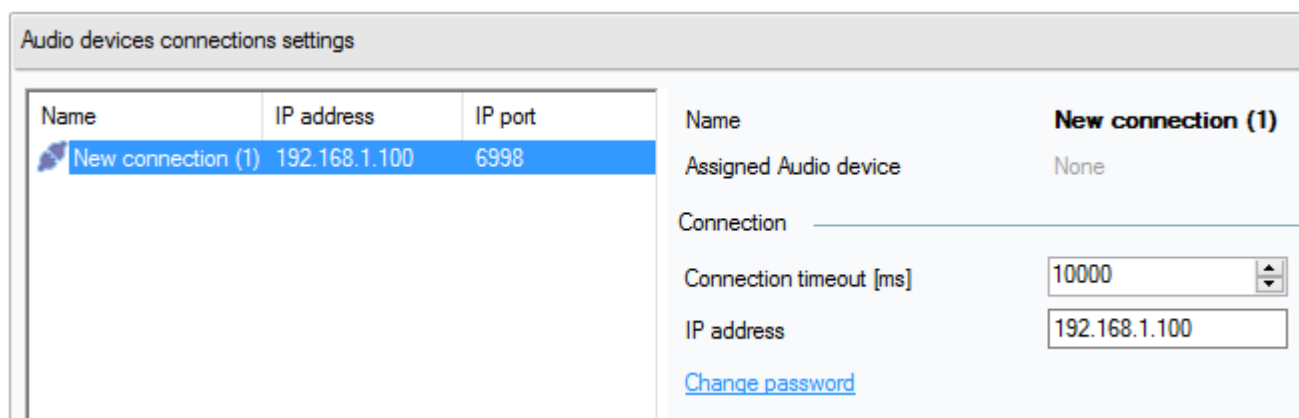 Audio devices connections settings
Name IP address IP port
New connection (1) 192.168.1.100 6998
Name New connection (1)
Assigned Audio device None
Connection
Connection timeout [ms] 10000
IP address 192.168.1.100
Change password